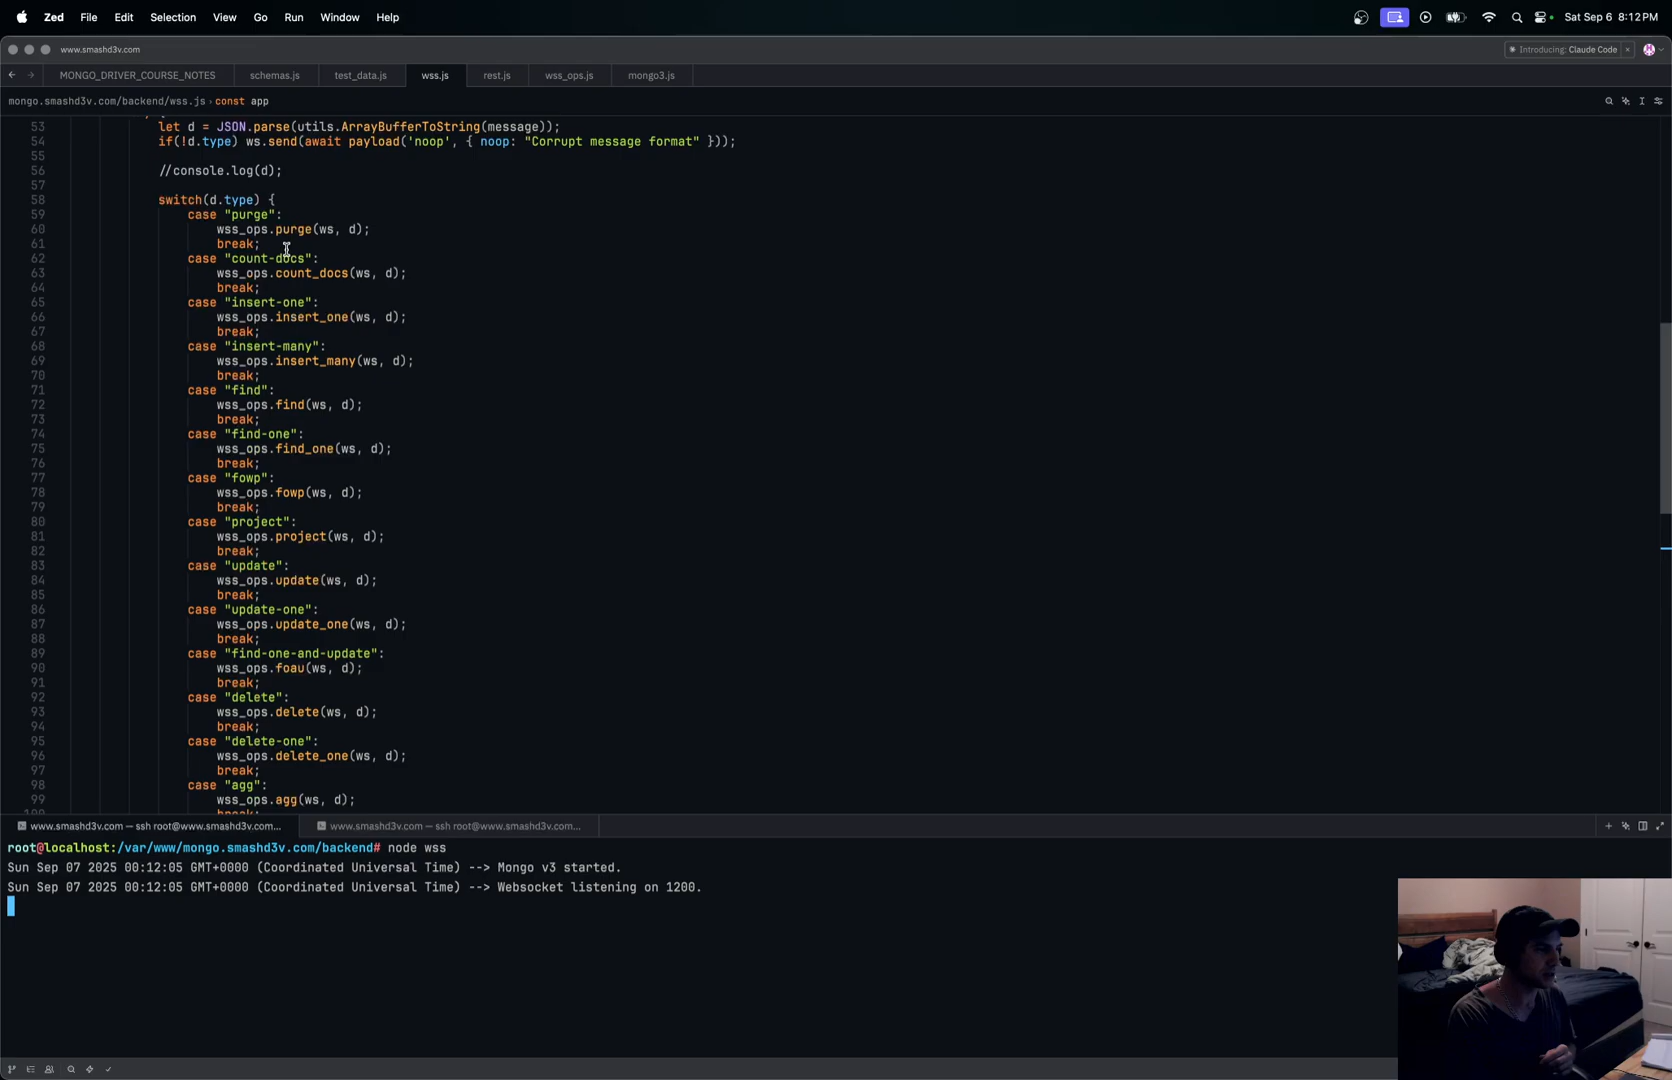 Zed File Edit Selection View Go Run Window Help Sat Sep 6 8:12 PM
www.smashd3v.com Introducing: Claude Code
MONGO_DRIVER_COURSE_NOTES schemas.js test_data.js wss.js rest.js wss_ops.js mongo3.js
mongo.smashd3v.com/backend/wss.js › const app
53 let d = JSON.parse(utils.ArrayBufferToString(message));
54 if(!d.type) ws.send(await payload('noop', { noop: "Corrupt message format" }));
55
56 //console.log(d);
57
58 switch(d.type) {
59 case "purge":
60 wss_ops.purge(ws, d);
61 break;
62 case "count-docs":
63 wss_ops.count_docs(ws, d);
64 break;
65 case "insert-one":
66 wss_ops.insert_one(ws, d);
67 break;
68 case "insert-many":
69 wss_ops.insert_many(ws, d);
70 break;
71 case "find":
72 wss_ops.find(ws, d);
73 break;
74 case "find-one":
75 wss_ops.find_one(ws, d);
76 break;
77 case "fowp":
78 wss_ops.fowp(ws, d);
79 break;
80 case "project":
81 wss_ops.project(ws, d);
82 break;
83 case "update":
84 wss_ops.update(ws, d);
85 break;
86 case "update-one":
87 wss_ops.update_one(ws, d);
88 break;
89 case "find-one-and-update":
90 wss_ops.foau(ws, d);
91 break;
92 case "delete":
93 wss_ops.delete(ws, d);
94 break;
95 case "delete-one":
96 wss_ops.delete_one(ws, d);
97 break;
98 case "agg":
99 wss_ops.agg(ws, d);
100 break;
www.smashd3v.com — ssh root@www.smashd3v.com... www.smashd3v.com — ssh root@www.smashd3v.com...
root@localhost:/var/www/mongo.smashd3v.com/backend# node wss
Sun Sep 07 2025 00:12:05 GMT+0000 (Coordinated Universal Time) --> Mongo v3 started.
Sun Sep 07 2025 00:12:05 GMT+0000 (Coordinated Universal Time) --> Websocket listening on 1200.